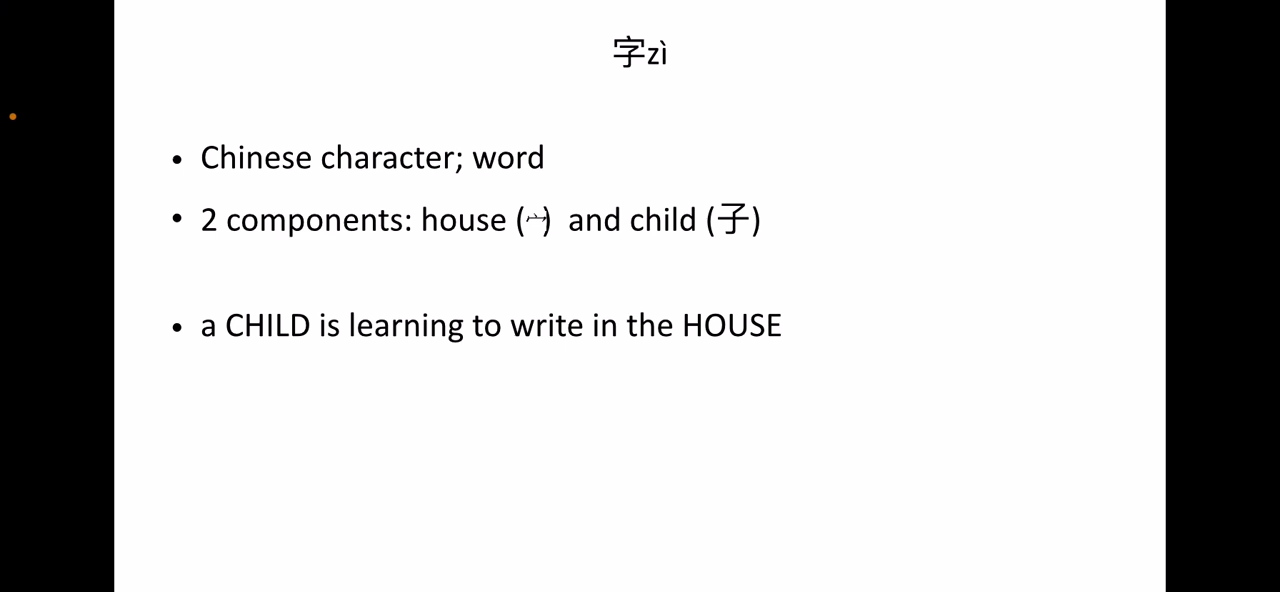 字zì
• Chinese character; word
• 2 components: house (宀) and child (子)
• a CHILD is learning to write in the HOUSE